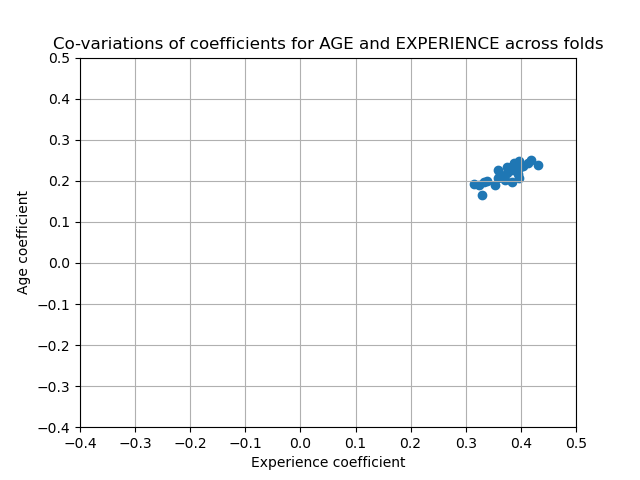 Co-variations of coefficients for AGE and EXPERIENCE across folds
0.5
0.4
0.3
0.2
0.1
0.0
−0.1
−0.2
−0.3
−0.4
Age coefficient
−0.4 −0.3 −0.2 −0.1 0.0 0.1 0.2 0.3 0.4 0.5
Experience coefficient